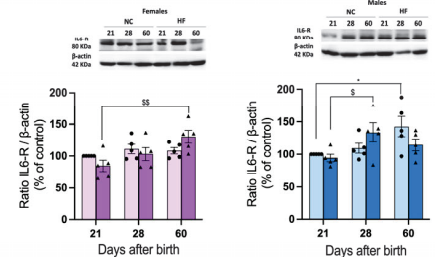 Females
NC HF
21 28 60 21 28 60
IL6-R
80 KDa
β-actin
42 KDa
$$
Ratio IL6-R / β-actin
(% of control)
200
150
100
50
0
21 28 60
Days after birth
Males
NC HF
21 28 60 21 28 60
IL6-R
80 KDa
β-actin
42 KDa
*
$
Ratio IL6-R / β-actin
(% of control)
200
150
100
50
0
21 28 60
Days after birth